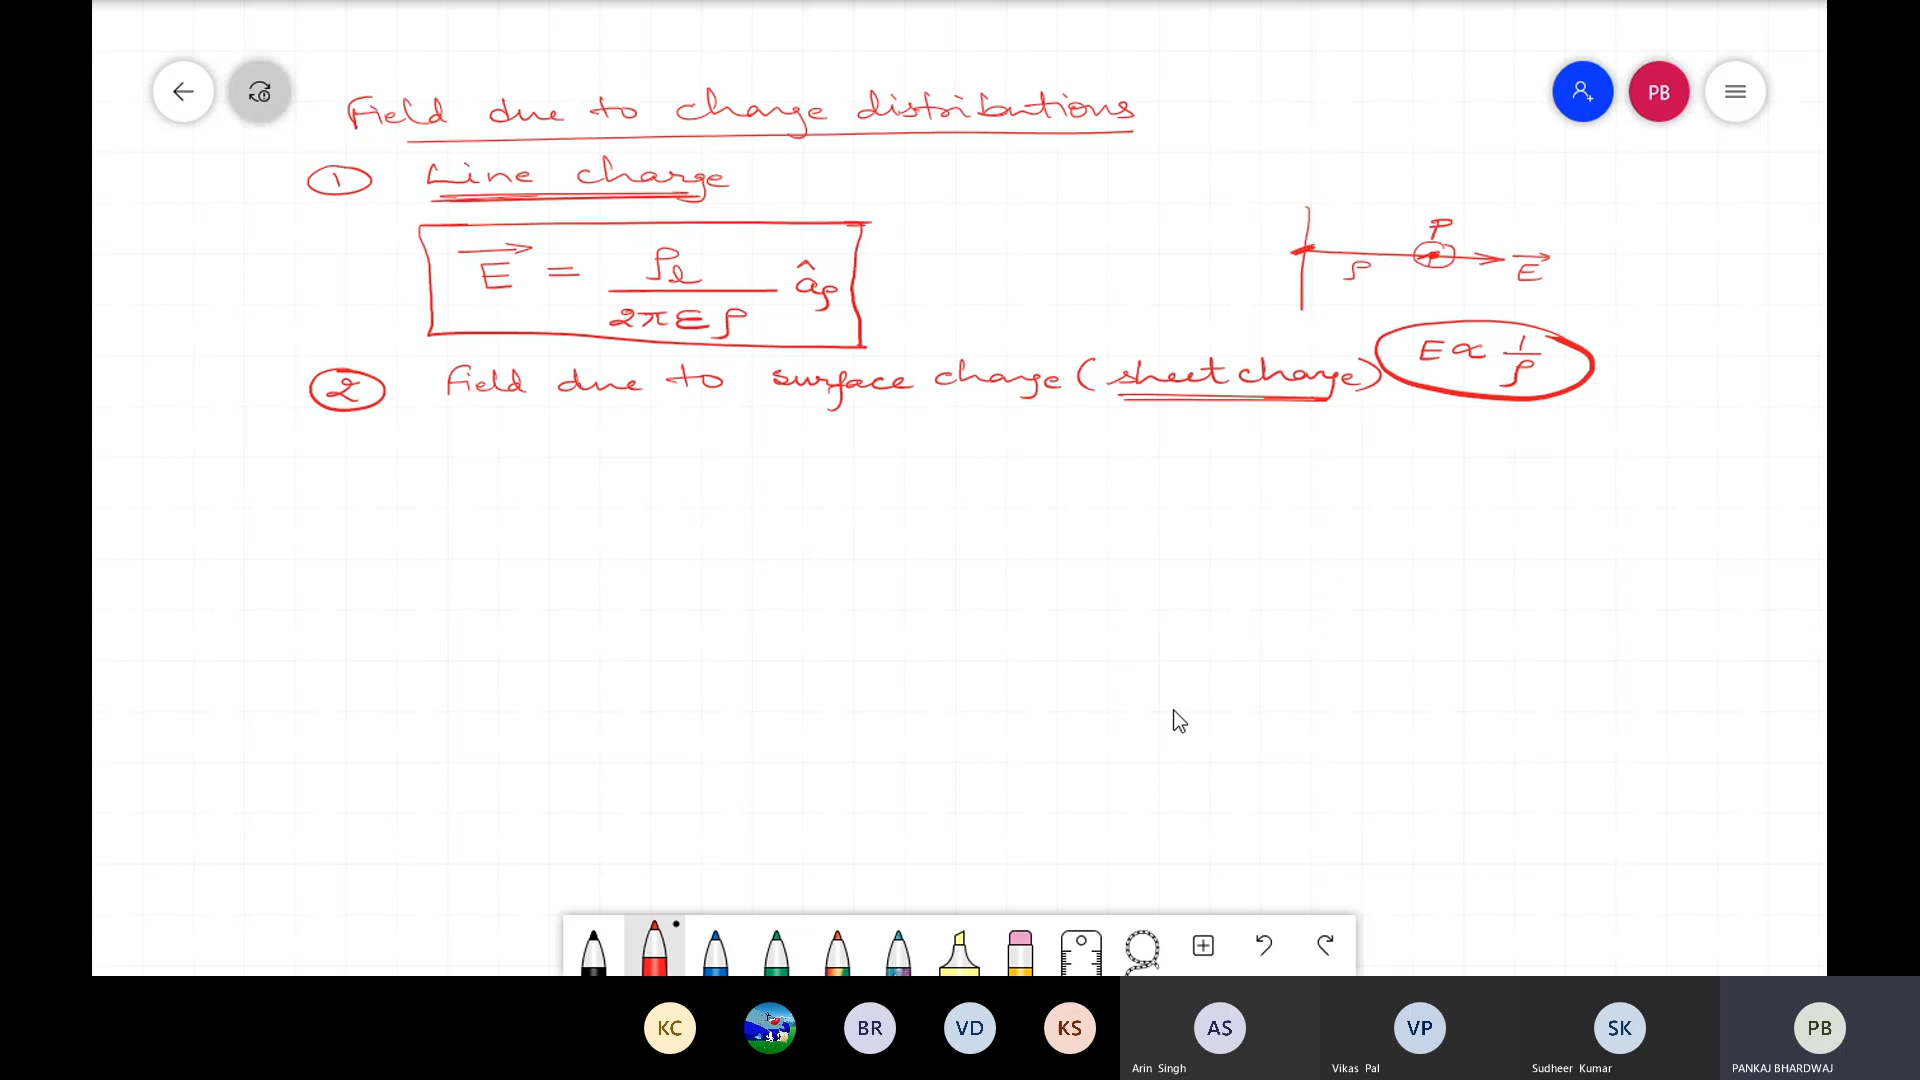 Field due to charge distributions
PB
① Line charge
E⃗ = ρₗ / 2περ âρ
P
ρ
E⃗
② Field due to surface charge (sheet charge)
E ∝ 1/ρ
KC
BR
VD
KS
AS
VP
SK
PB
Arin Singh
Vikas Pal
Sudheer Kumar
PANKAJ BHARDWAJ